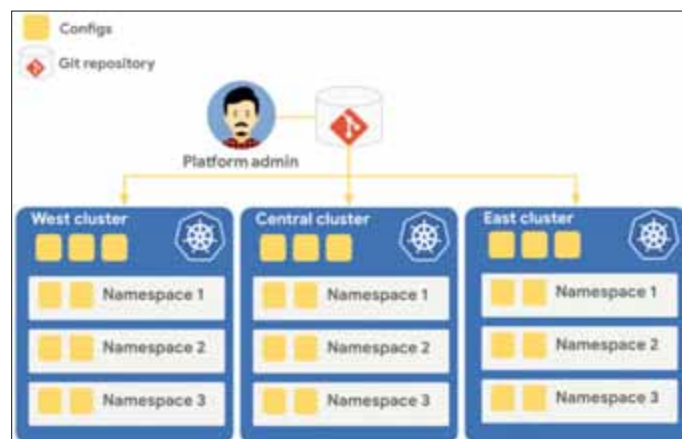 Configs
Git repository
Platform admin
West cluster
Central cluster
East cluster
Namespace 1
Namespace 1
Namespace 1
Namespace 2
Namespace 2
Namespace 2
Namespace 3
Namespace 3
Namespace 3